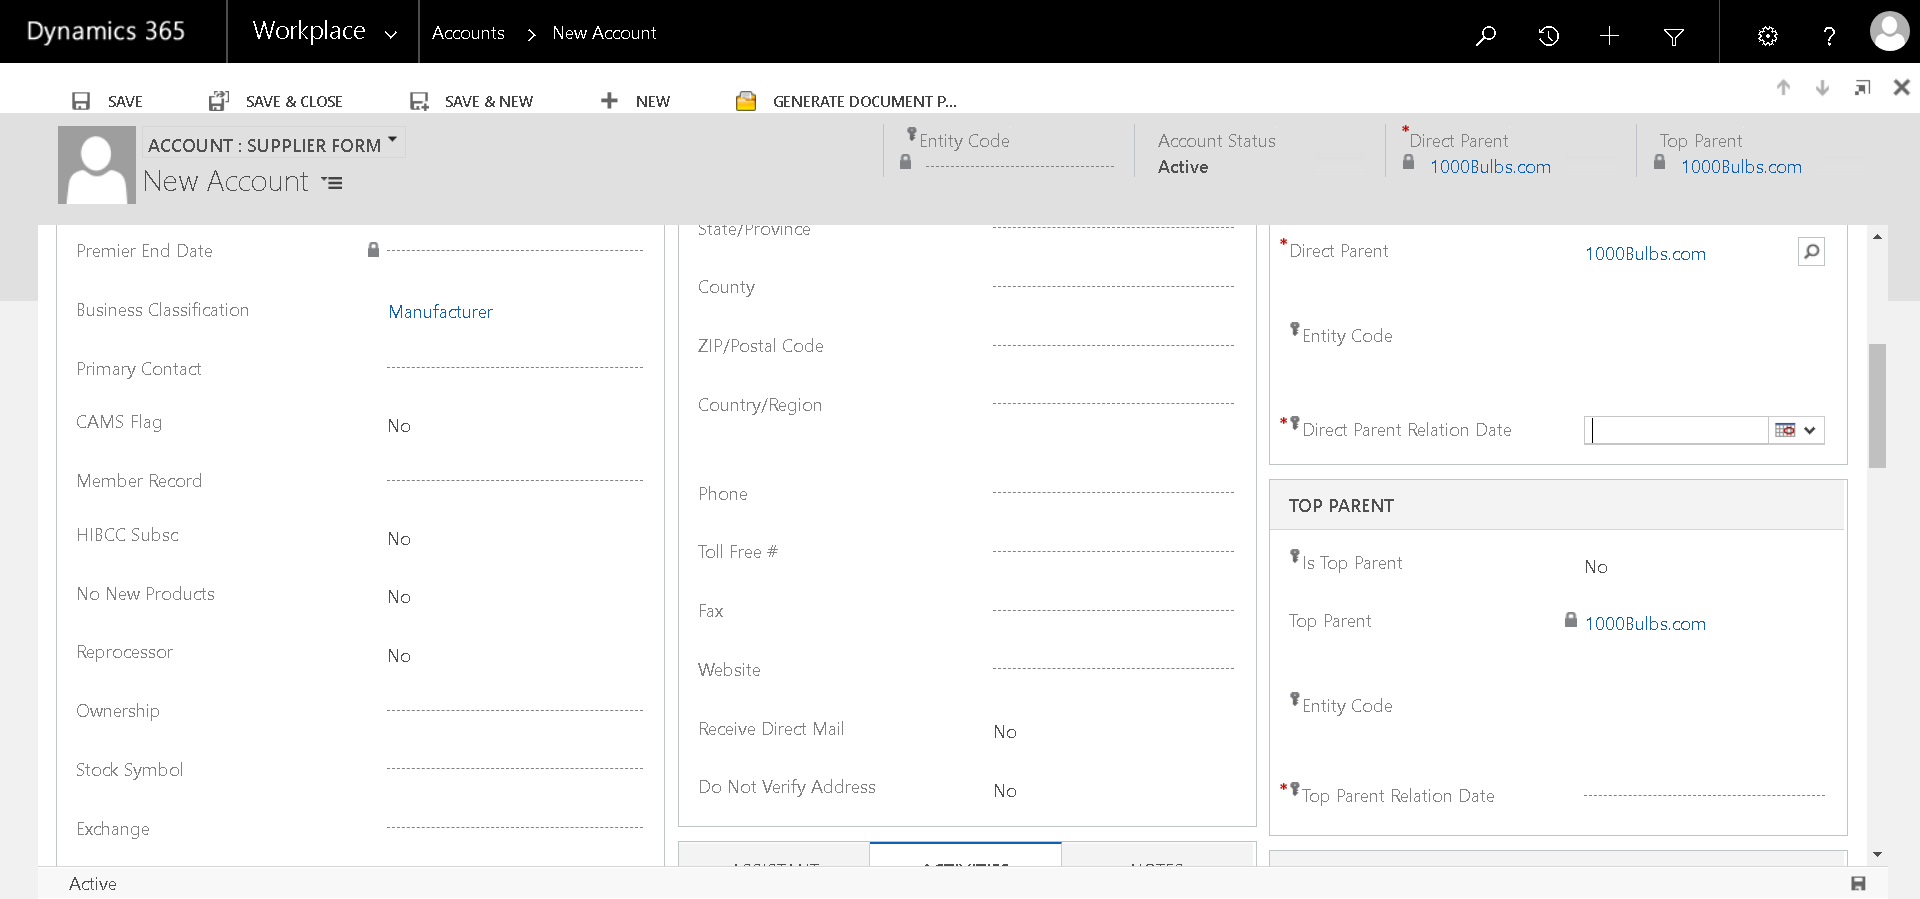 Dynamics 365
Workplace
Accounts > New Account
?
SAVE
SAVE & CLOSE
SAVE & NEW
NEW
GENERATE DOCUMENT P...
ACCOUNT : SUPPLIER FORM
New Account
Entity Code
Account Status
Active
*Direct Parent
1000Bulbs.com
Top Parent
1000Bulbs.com
Premier End Date
Business Classification
Manufacturer
Primary Contact
CAMS Flag
No
Member Record
HIBCC Subsc
No
No New Products
No
Reprocessor
No
Ownership
Stock Symbol
Exchange
State/Province
County
ZIP/Postal Code
Country/Region
Phone
Toll Free #
Fax
Website
Receive Direct Mail
No
Do Not Verify Address
No
ASSISTANT
ACTIVITIES
NOTES
*Direct Parent
1000Bulbs.com
Entity Code
*Direct Parent Relation Date
TOP PARENT
Is Top Parent
No
Top Parent
1000Bulbs.com
Entity Code
*Top Parent Relation Date
Active